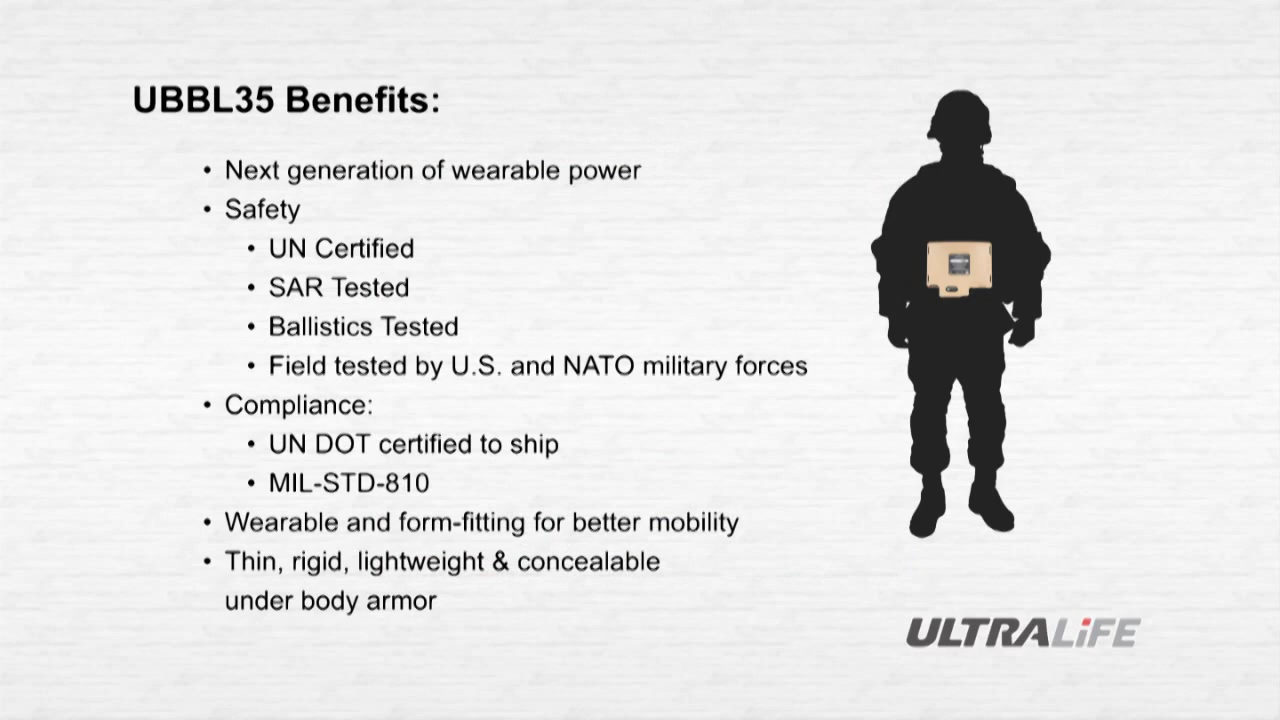 UBBL35 Benefits:
• Next generation of wearable power
• Safety
• UN Certified
• SAR Tested
• Ballistics Tested
• Field tested by U.S. and NATO military forces
• Compliance:
• UN DOT certified to ship
• MIL-STD-810
• Wearable and form-fitting for better mobility
• Thin, rigid, lightweight & concealable
under body armor
ULTRALiFE